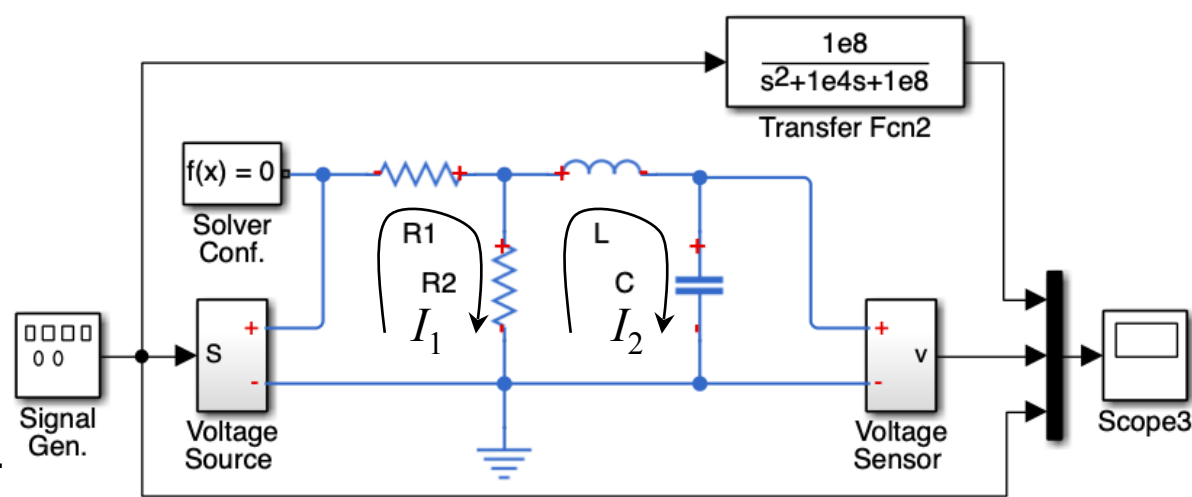 1e8
s2+1e4s+1e8
Transfer Fcn2
f(x) = 0
Solver
Conf.
R1
L
R2
C
I1
I2
+
-
S
Voltage
Source
Signal
Gen.
+
-
v
Voltage
Sensor
Scope3